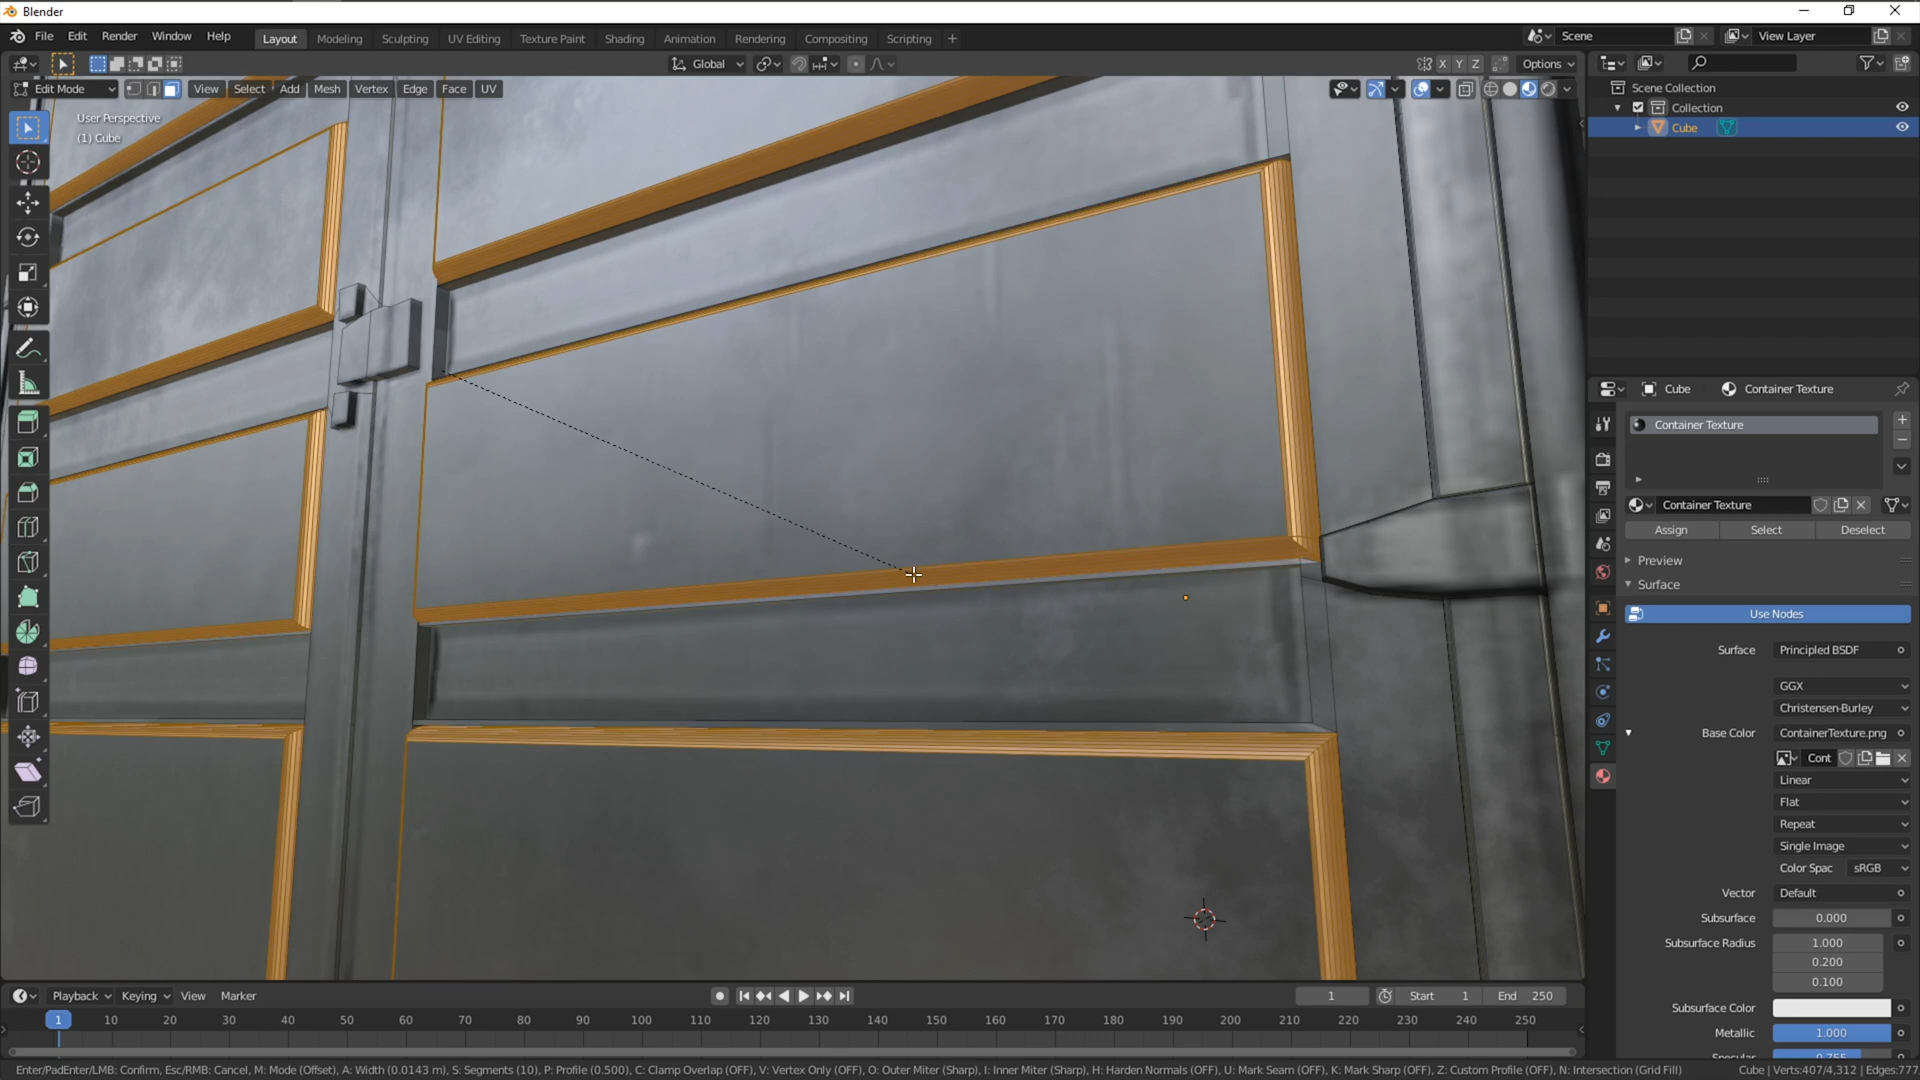 Blender
File Edit Render Window Help
Layout Modeling Sculpting UV Editing Texture Paint Shading Animation Rendering Compositing Scripting +
Scene
View Layer
Global
X Y Z
Options
Edit Mode
View Select Add Mesh Vertex Edge Face UV
User Perspective
(1) Cube
Scene Collection
Collection
Cube
Cube
Container Texture
Container Texture
Container Texture
Assign Select Deselect
Preview
Surface
Use Nodes
Surface Principled BSDF
GGX
Christensen-Burley
Base Color ContainerTexture.png
Cont
Linear
Flat
Repeat
Single Image
Color Spac sRGB
Vector Default
Subsurface 0.000
Subsurface Radius 1.000
0.200
0.100
Subsurface Color
Metallic 1.000
Specular 0.755
Playback Keying View Marker
1
Start 1
End 250
1 10 20 30 40 50 60 70 80 90 100 110 120 130 140 150 160 170 180 190 200 210 220 230 240 250
Enter/PadEnter/LMB: Confirm, Esc/RMB: Cancel, M: Mode (Offset), A: Width (0.0143 m), S: Segments (10), P: Profile (0.500), C: Clamp Overlap (OFF), V: Vertex Only (OFF), O: Outer Miter (Sharp), I: Inner Miter (Sharp), H: Harden Normals (OFF), U: Mark Seam (OFF), K: Mark Sharp (OFF), Z: Custom Profile (OFF), N: Intersection (Grid Fill)
Cube | Verts:407/4,312 | Edges:777